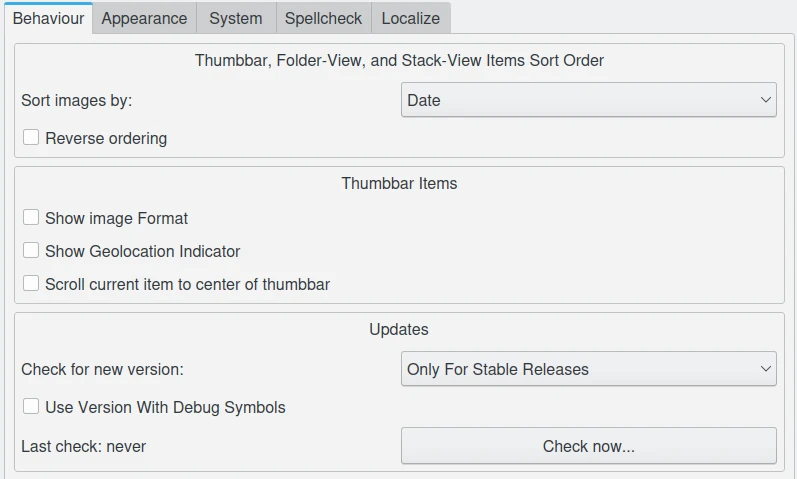 Behaviour Appearance System Spellcheck Localize
Thumbbar, Folder-View, and Stack-View Items Sort Order
Sort images by: Date
Reverse ordering
Thumbbar Items
Show image Format
Show Geolocation Indicator
Scroll current item to center of thumbbar
Updates
Check for new version: Only For Stable Releases
Use Version With Debug Symbols
Last check: never Check now...